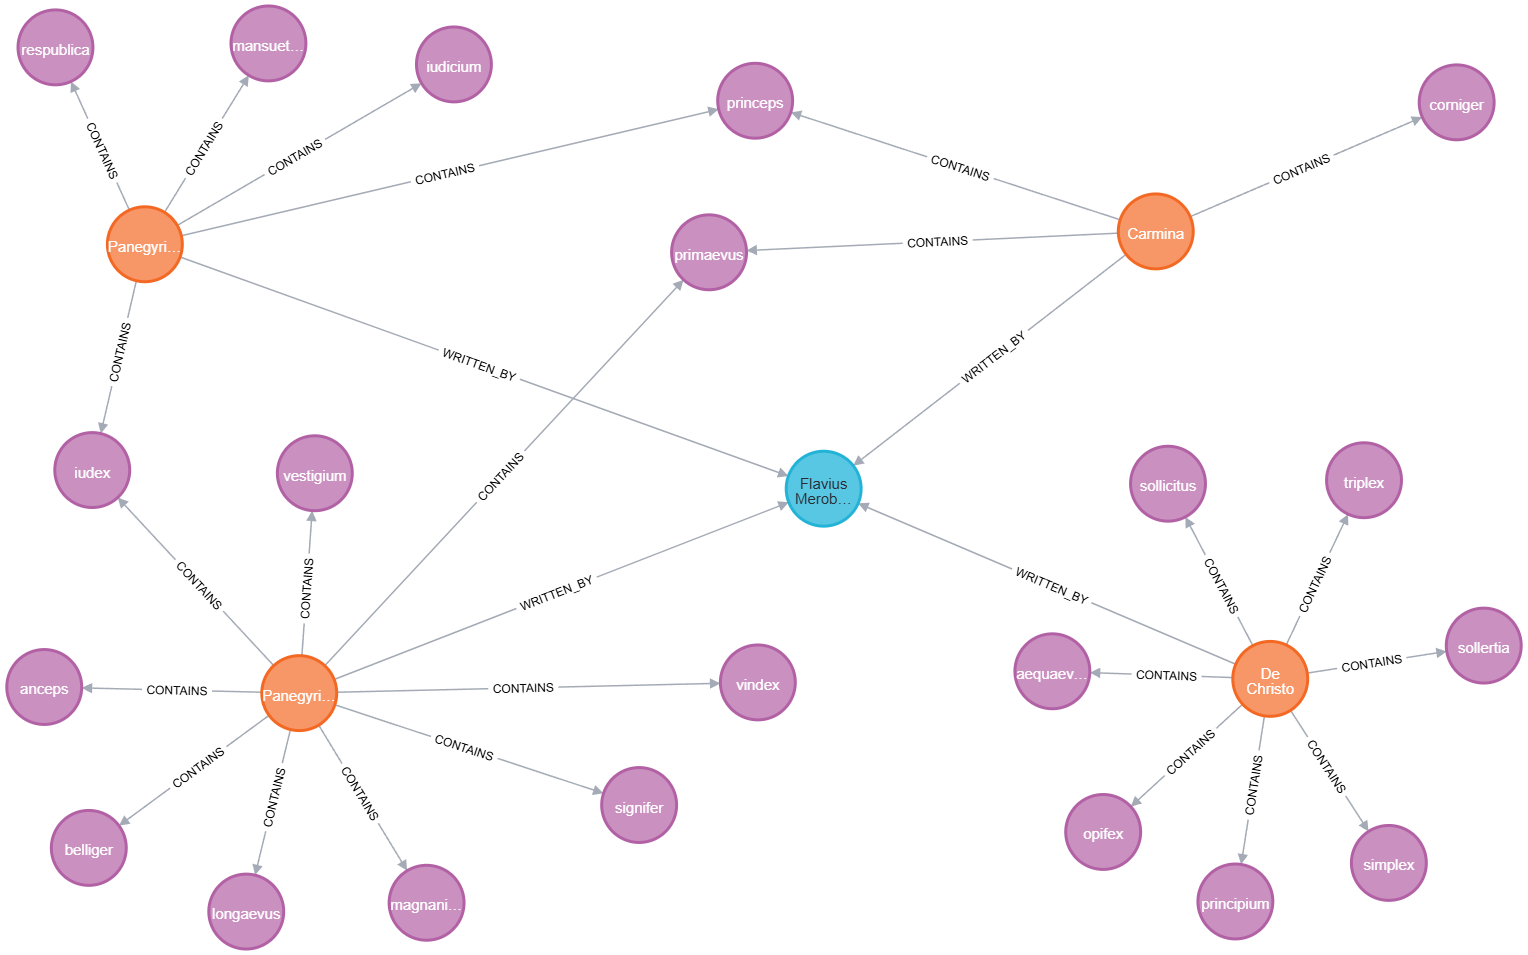 respublica
mansuet…
iudicium
princeps
corniger
CONTAINS
CONTAINS
CONTAINS
CONTAINS
CONTAINS
CONTAINS
Panegyri…
primaevus
CONTAINS
Carmina
CONTAINS
WRITTEN_BY
WRITTEN_BY
iudex
vestigium
CONTAINS
Flavius
Merob…
sollicitus
triplex
CONTAINS
CONTAINS
WRITTEN_BY
WRITTEN_BY
CONTAINS
CONTAINS
anceps
CONTAINS
Panegyri…
CONTAINS
vindex
aequaev…
CONTAINS
De
Christo
CONTAINS
sollertia
CONTAINS
CONTAINS
CONTAINS
CONTAINS
signifer
CONTAINS
CONTAINS
CONTAINS
belliger
longaevus
magnani…
opifex
principium
simplex